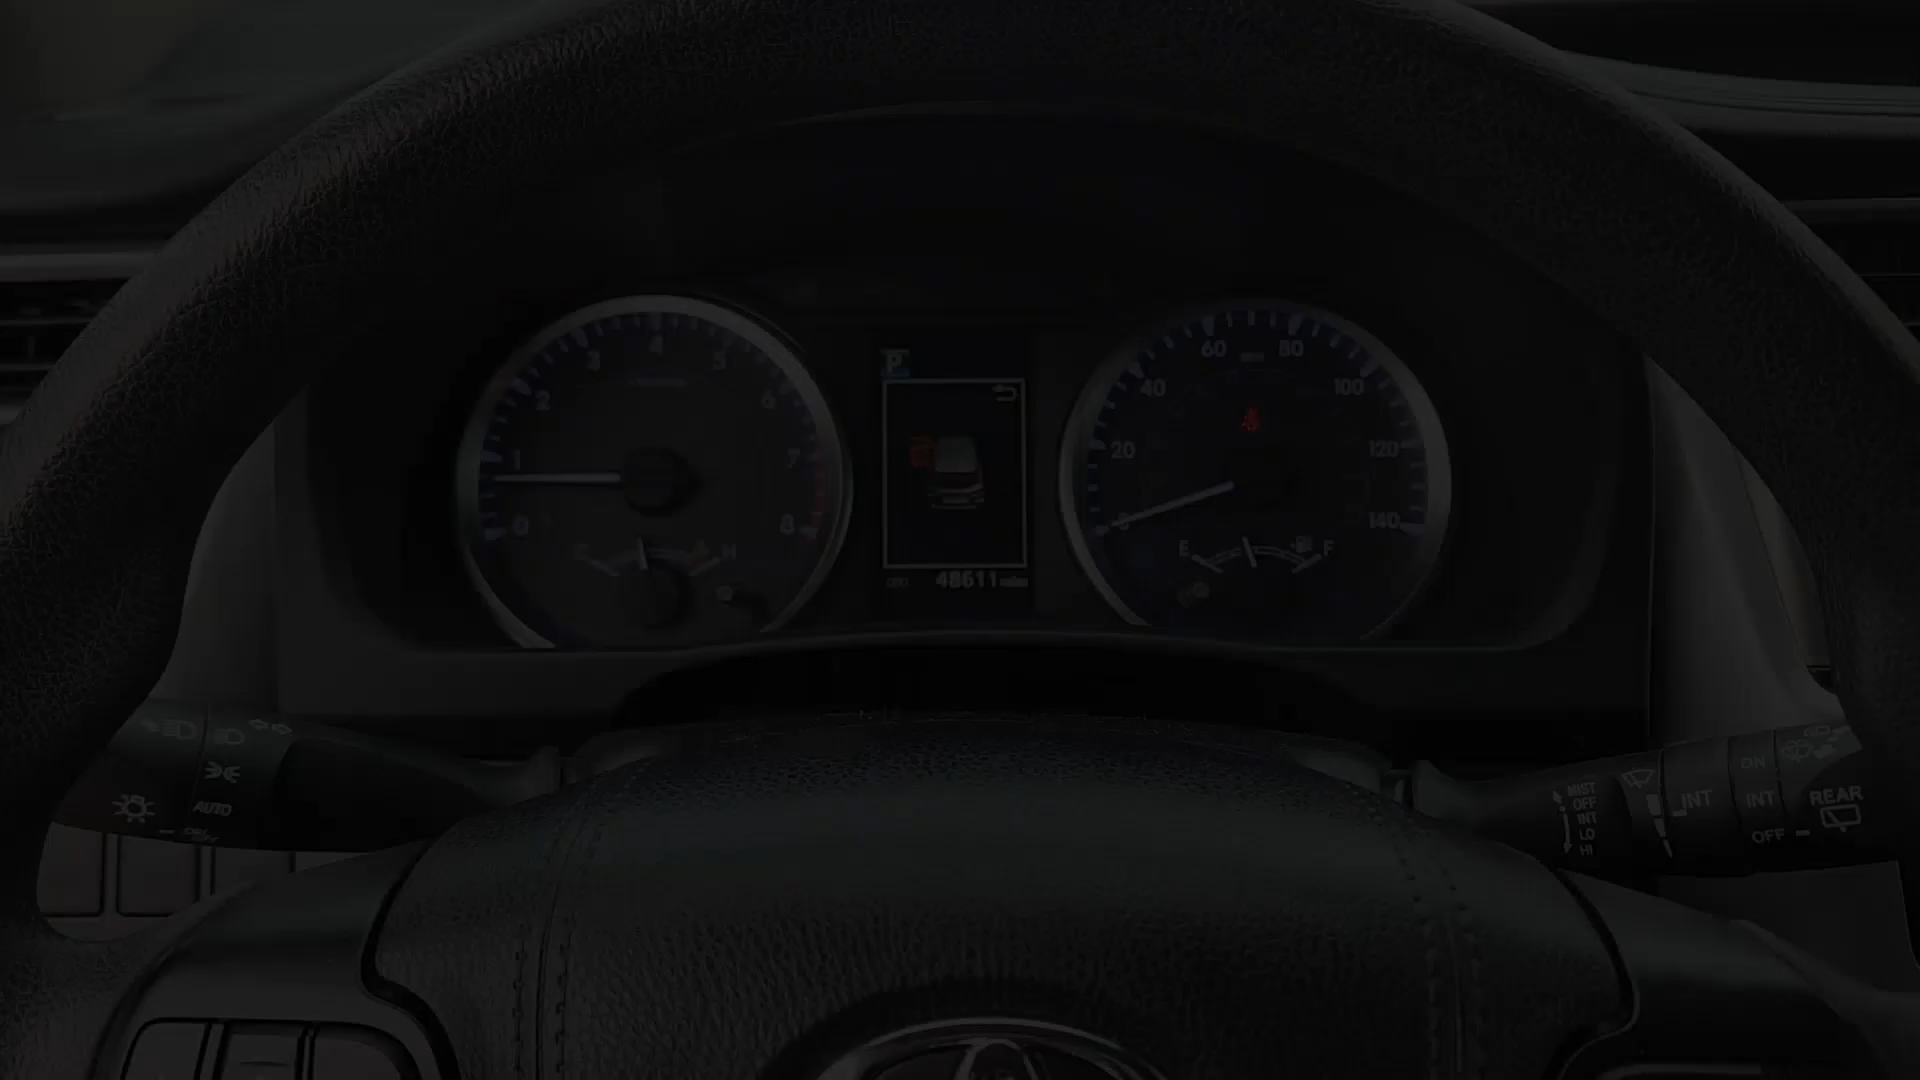 P
0 1 2 3 4 5 6 7 8
H
48611 miles
0 20 40 60 80 100 120 140
E F
AUTO
MIST
OFF
INT
LO
HI
INT
ON
INT
OFF
REAR